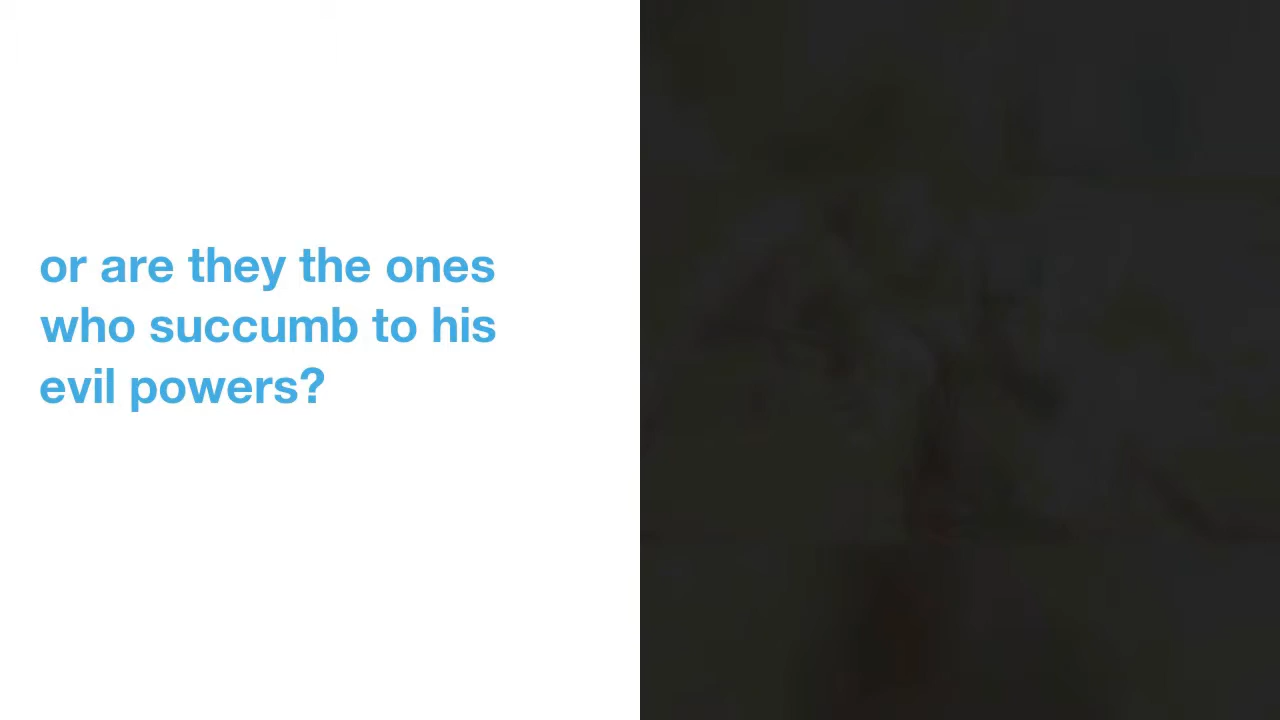 or are they the ones
who succumb to his
evil powers?